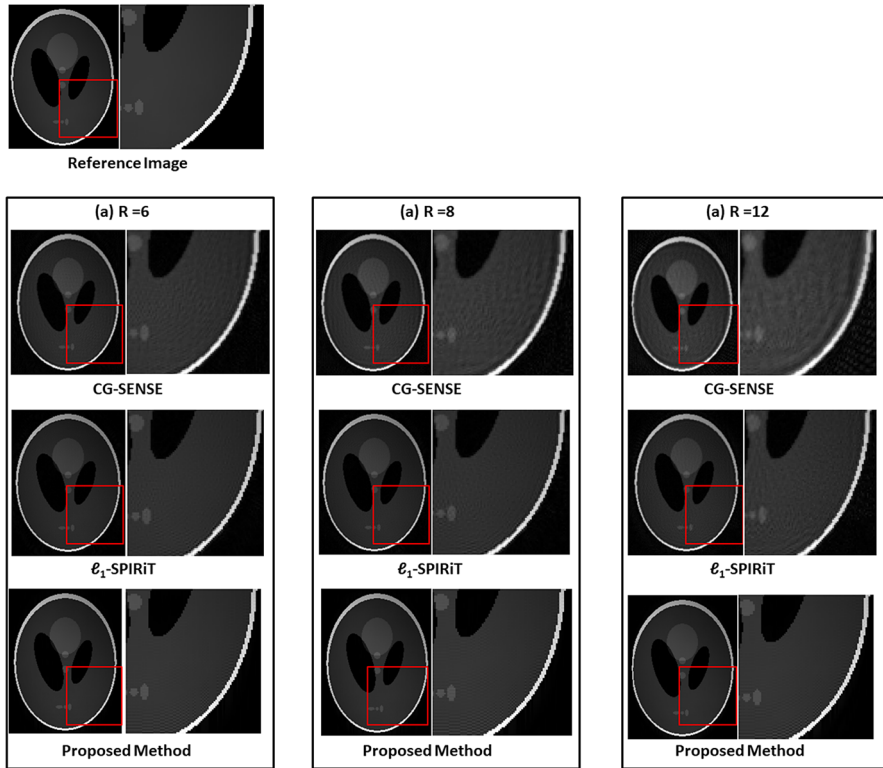 Reference Image
(a) R =6
CG-SENSE
ℓ₁-SPIRiT
Proposed Method
(a) R =8
CG-SENSE
ℓ₁-SPIRiT
Proposed Method
(a) R =12
CG-SENSE
ℓ₁-SPIRiT
Proposed Method